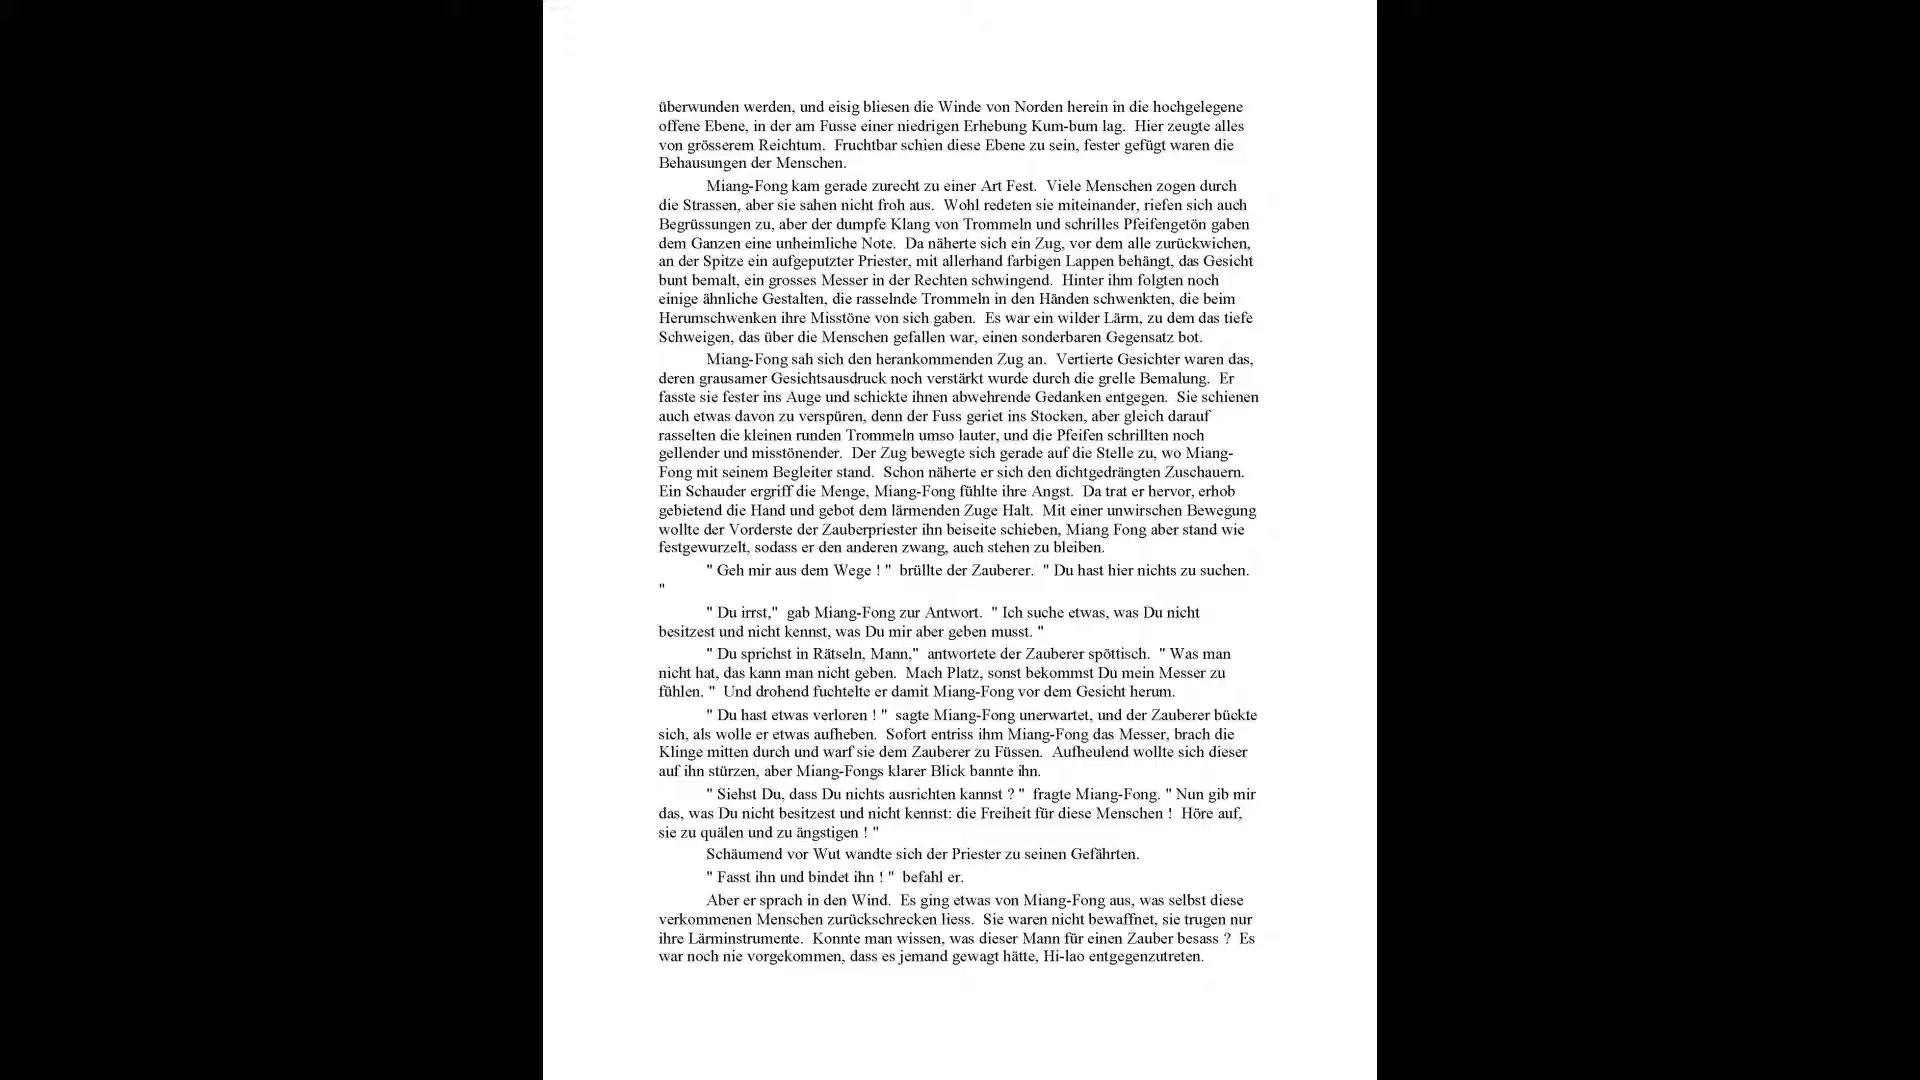 überwunden werden, und eisig bliesen die Winde von Norden herein in die hochgelegene
offene Ebene, in der am Fusse einer niedrigen Erhebung Kum-bum lag.  Hier zeugte alles
von grösserem Reichtum.  Fruchtbar schien diese Ebene zu sein, fester gefügt waren die
Behausungen der Menschen.
Miang-Fong kam gerade zurecht zu einer Art Fest.  Viele Menschen zogen durch
die Strassen, aber sie sahen nicht froh aus.  Wohl redeten sie miteinander, riefen sich auch
Begrüssungen zu, aber der dumpfe Klang von Trommeln und schrilles Pfeifengetön gaben
dem Ganzen eine unheimliche Note.  Da näherte sich ein Zug, vor dem alle zurückwichen,
an der Spitze ein aufgeputzter Priester, mit allerhand farbigen Lappen behängt, das Gesicht
bunt bemalt, ein grosses Messer in der Rechten schwingend.  Hinter ihm folgten noch
einige ähnliche Gestalten, die rasselnde Trommeln in den Händen schwenkten, die beim
Herumschwenken ihre Misstöne von sich gaben.  Es war ein wilder Lärm, zu dem das tiefe
Schweigen, das über die Menschen gefallen war, einen sonderbaren Gegensatz bot.
Miang-Fong sah sich den herankommenden Zug an.  Vertierte Gesichter waren das,
deren grausamer Gesichtsausdruck noch verstärkt wurde durch die grelle Bemalung.  Er
fasste sie fester ins Auge und schickte ihnen abwehrende Gedanken entgegen.  Sie schienen
auch etwas davon zu verspüren, denn der Fuss geriet ins Stocken, aber gleich darauf
rasselten die kleinen runden Trommeln umso lauter, und die Pfeifen schrillten noch
gellender und misstönender.  Der Zug bewegte sich gerade auf die Stelle zu, wo Miang-
Fong mit seinem Begleiter stand.  Schon näherte er sich den dichtgedrängten Zuschauern.
Ein Schauder ergriff die Menge, Miang-Fong fühlte ihre Angst.  Da trat er hervor, erhob
gebietend die Hand und gebot dem lärmenden Zuge Halt.  Mit einer unwirschen Bewegung
wollte der Vorderste der Zauberpriester ihn beiseite schieben, Miang Fong aber stand wie
festgewurzelt, sodass er den anderen zwang, auch stehen zu bleiben.
" Geh mir aus dem Wege ! "  brüllte der Zauberer.  " Du hast hier nichts zu suchen.
"
" Du irrst,"  gab Miang-Fong zur Antwort.  " Ich suche etwas, was Du nicht
besitzest und nicht kennst, was Du mir aber geben musst. "
" Du sprichst in Rätseln, Mann,"  antwortete der Zauberer spöttisch.  " Was man
nicht hat, das kann man nicht geben.  Mach Platz, sonst bekommst Du mein Messer zu
fühlen. "  Und drohend fuchtelte er damit Miang-Fong vor dem Gesicht herum.
" Du hast etwas verloren ! "  sagte Miang-Fong unerwartet, und der Zauberer bückte
sich, als wolle er etwas aufheben.  Sofort entriss ihm Miang-Fong das Messer, brach die
Klinge mitten durch und warf sie dem Zauberer zu Füssen.  Aufheulend wollte sich dieser
auf ihn stürzen, aber Miang-Fongs klarer Blick bannte ihn.
" Siehst Du, dass Du nichts ausrichten kannst ? "  fragte Miang-Fong. " Nun gib mir
das, was Du nicht besitzest und nicht kennst: die Freiheit für diese Menschen !  Höre auf,
sie zu quälen und zu ängstigen ! "
Schäumend vor Wut wandte sich der Priester zu seinen Gefährten.
" Fasst ihn und bindet ihn ! "  befahl er.
Aber er sprach in den Wind.  Es ging etwas von Miang-Fong aus, was selbst diese
verkommenen Menschen zurückschrecken liess.  Sie waren nicht bewaffnet, sie trugen nur
ihre Lärminstrumente.  Konnte man wissen, was dieser Mann für einen Zauber besass ?  Es
war noch nie vorgekommen, dass es jemand gewagt hätte, Hi-lao entgegenzutreten.